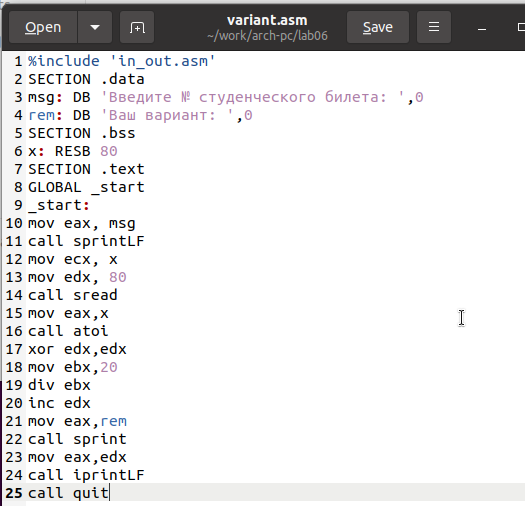 Open
variant.asm
~/work/arch-pc/lab06
Save
1 %include 'in_out.asm'
2 SECTION .data
3 msg: DB 'Введите № студенческого билета: ',0
4 rem: DB 'Ваш вариант: ',0
5 SECTION .bss
6 x: RESB 80
7 SECTION .text
8 GLOBAL _start
9 _start:
10 mov eax, msg
11 call sprintLF
12 mov ecx, x
13 mov edx, 80
14 call sread
15 mov eax,x
16 call atoi
17 xor edx,edx
18 mov ebx,20
19 div ebx
20 inc edx
21 mov eax,rem
22 call sprint
23 mov eax,edx
24 call iprintLF
25 call quit